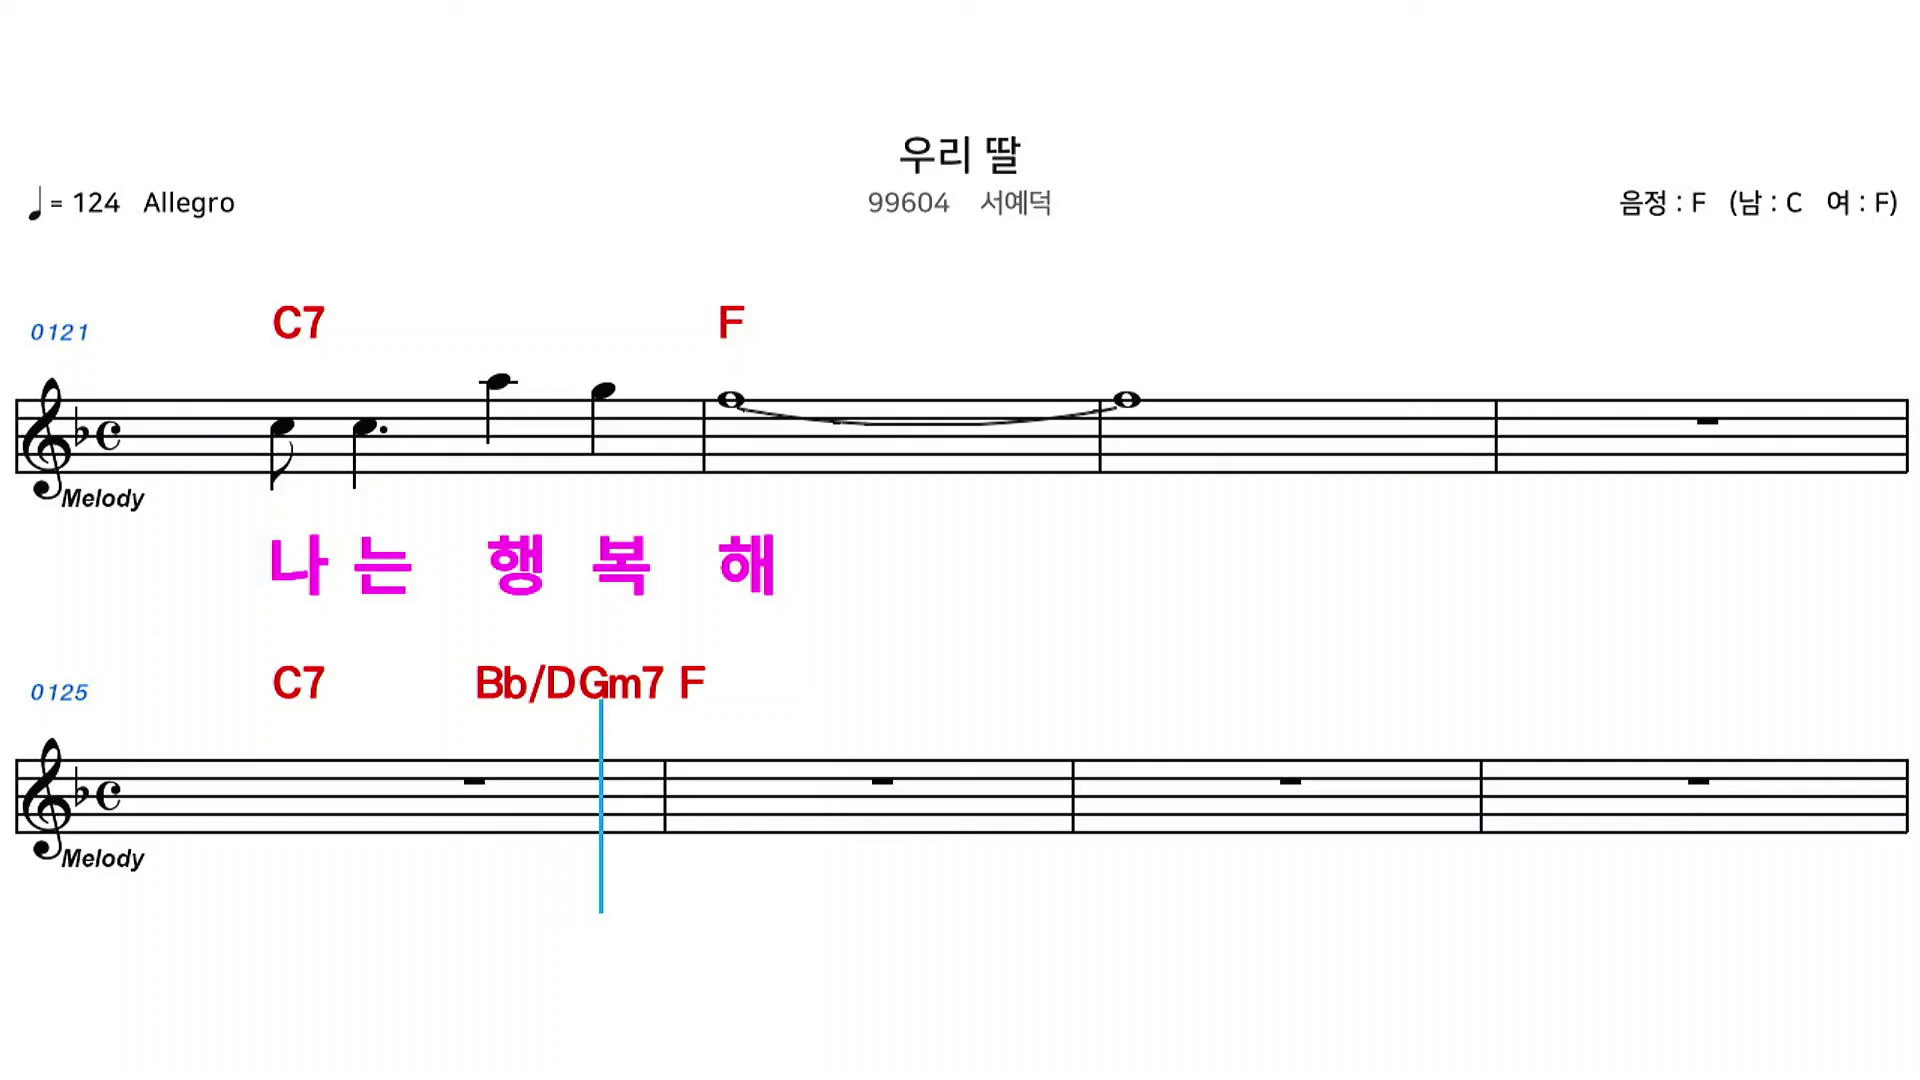 우리 딸
♩= 124 Allegro
99604 서예덕
음정 : F (남 : C 여 : F)
0121
C7 F
Melody
나 는 행 복 해
0125
C7 Bb/D Gm7 F
Melody